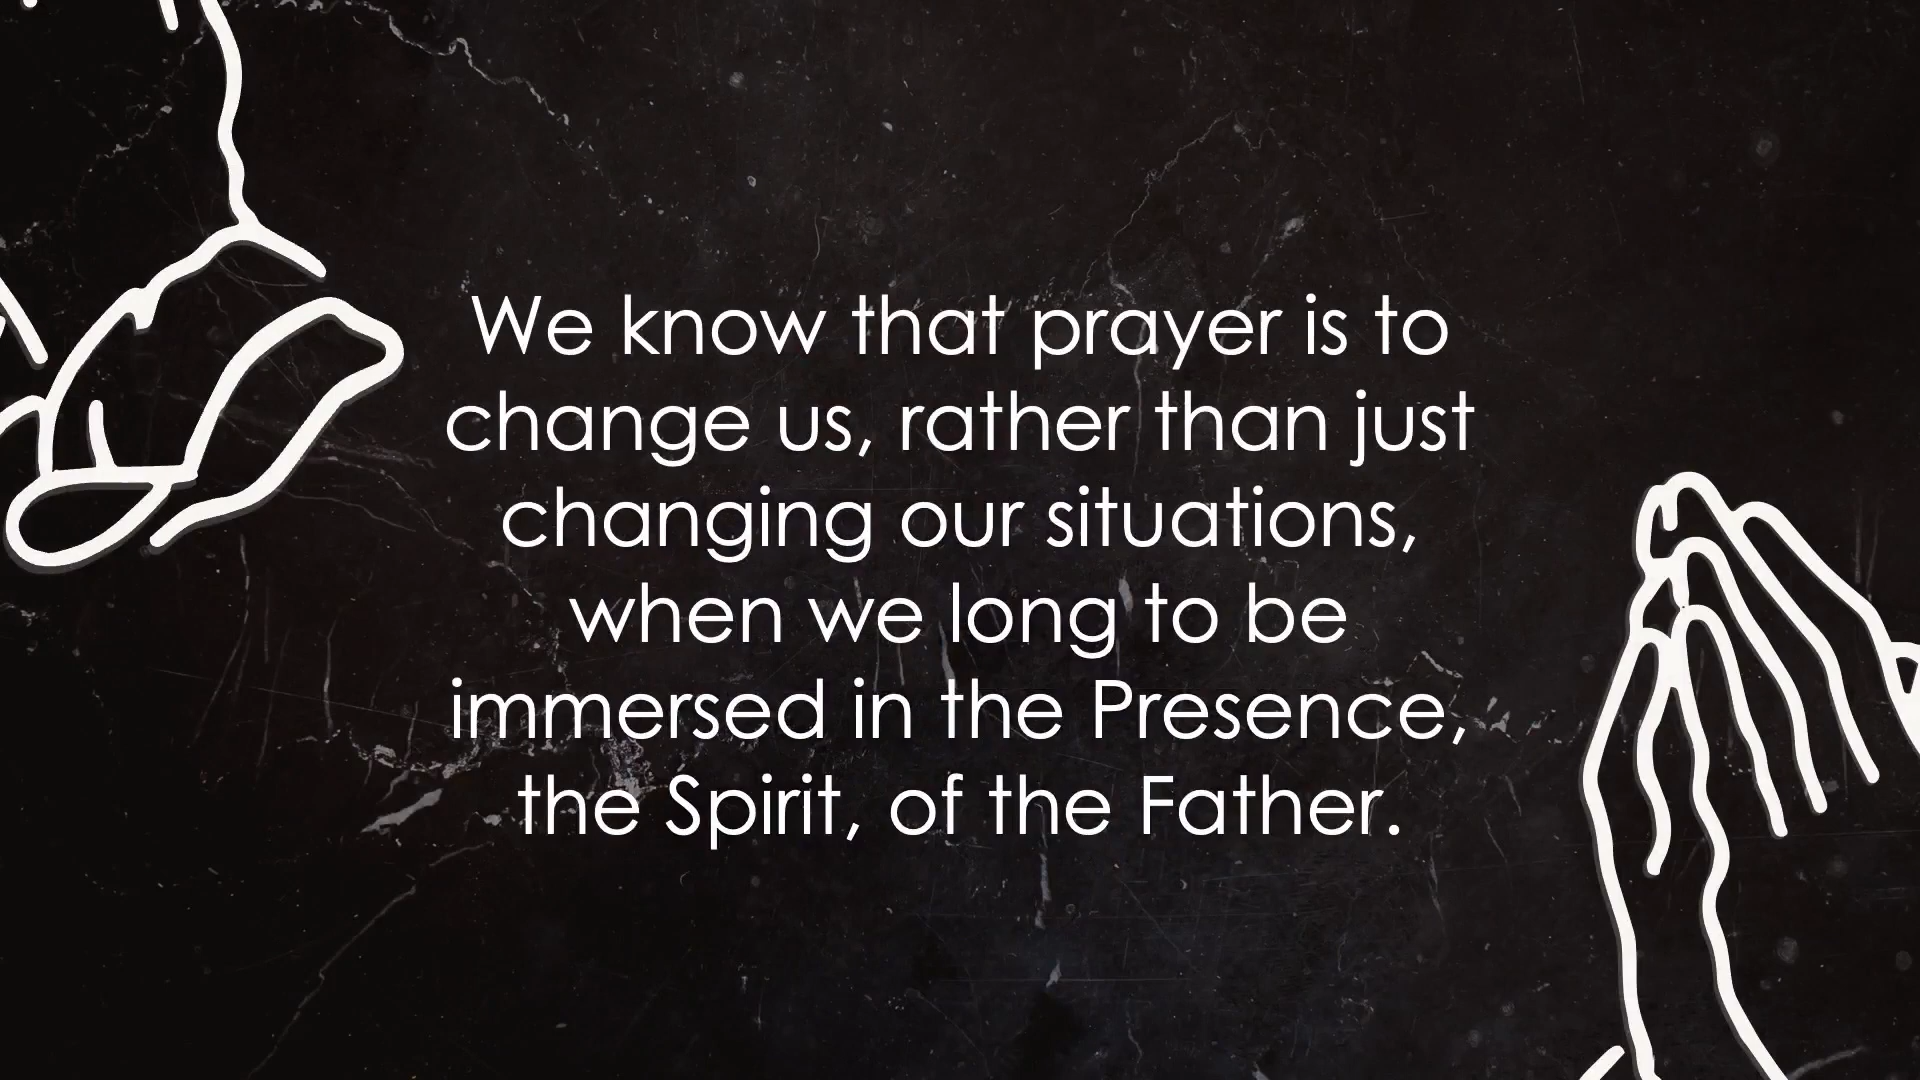 We know that prayer is to
change us, rather than just
changing our situations,
when we long to be
immersed in the Presence,
the Spirit, of the Father.